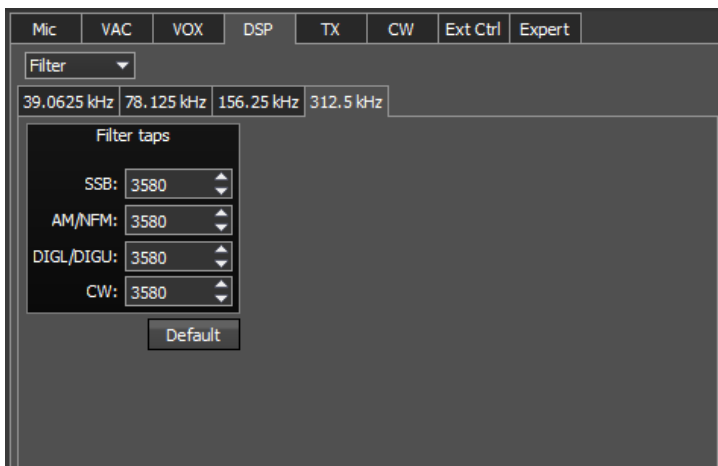 Mic VAC VOX DSP TX CW Ext Ctrl Expert
Filter
39.0625 kHz 78.125 kHz 156.25 kHz 312.5 kHz
Filter taps
SSB: 3580
AM/NFM: 3580
DIGL/DIGU: 3580
CW: 3580
Default